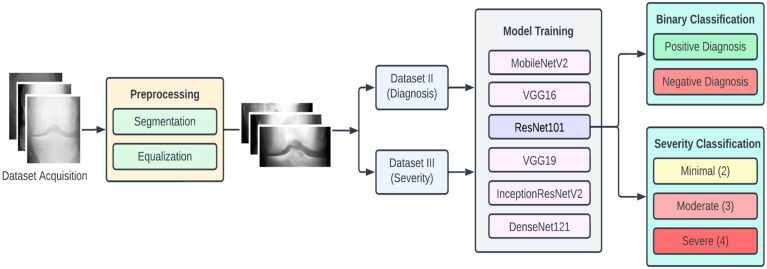 Dataset Acquisition
Preprocessing
Segmentation
Equalization
Dataset II
(Diagnosis)
Dataset III
(Severity)
Model Training
MobileNetV2
VGG16
ResNet101
VGG19
InceptionResNetV2
DenseNet121
Binary Classification
Positive Diagnosis
Negative Diagnosis
Severity Classification
Minimal (2)
Moderate (3)
Severe (4)